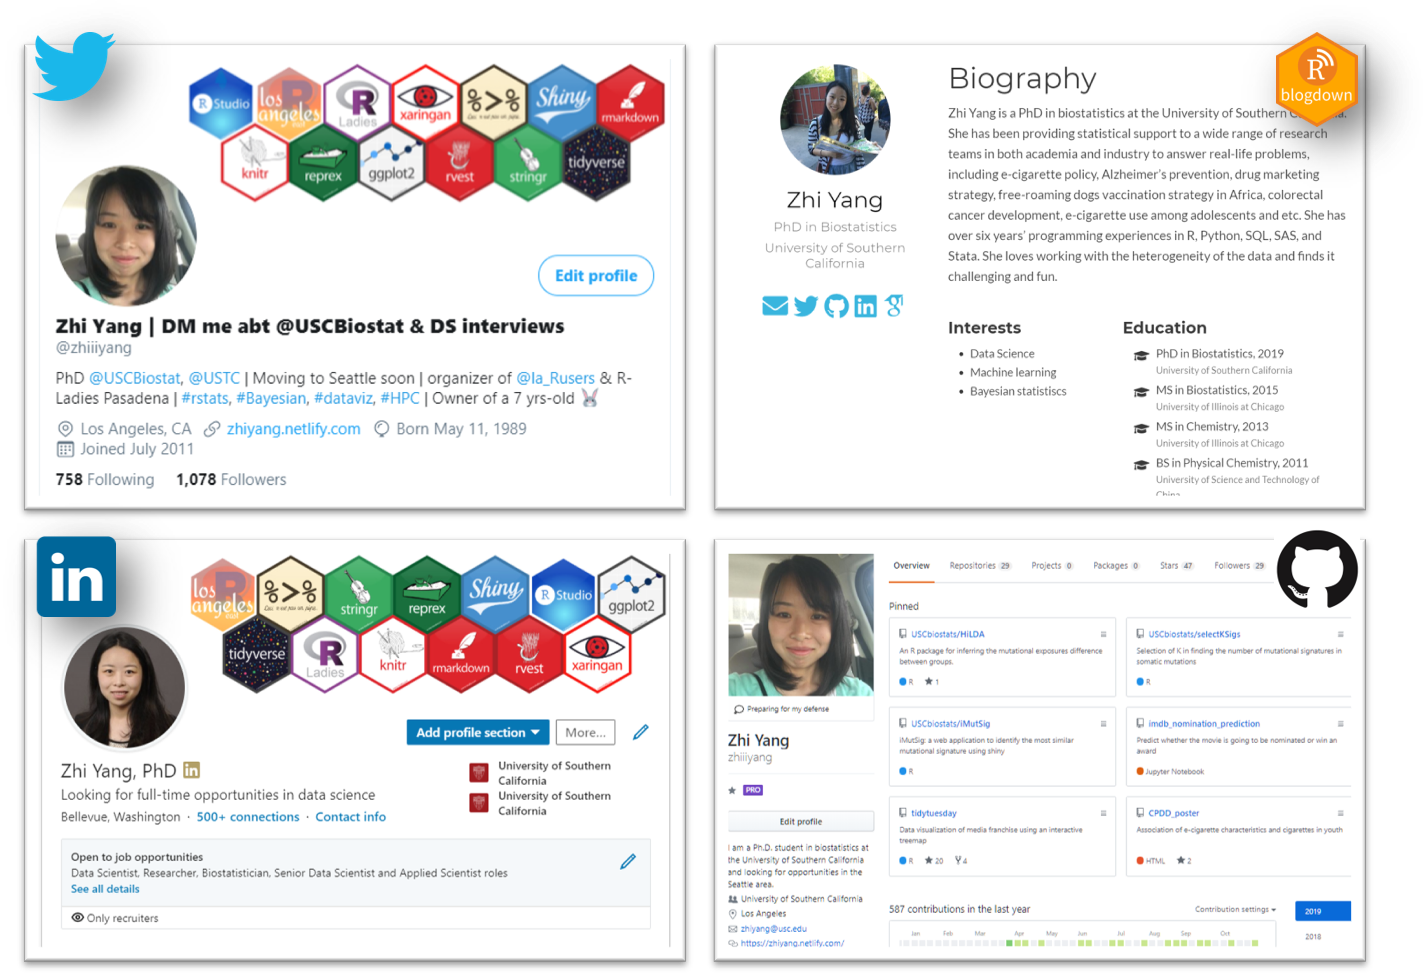 R Studio
los angeles
R Ladies
xaringan
%>%
Shiny
rmarkdown
knitr
reprex
ggplot2
rvest
stringr
tidyverse
Edit profile
Zhi Yang | DM me abt @USCBiostat & DS interviews
@zhiiiyang
PhD @USCBiostat, @USTC | Moving to Seattle soon | organizer of @la_Rusers & R-
Ladies Pasadena | #rstats, #Bayesian, #dataviz, #HPC | Owner of a 7 yrs-old
Los Angeles, CA zhiyang.netlify.com Born May 11, 1989
Joined July 2011
758 Following 1,078 Followers
R
blogdown
Biography
Zhi Yang is a PhD in biostatistics at the University of Southern
She has been providing statistical support to a wide range of research
teams in both academia and industry to answer real-life problems,
including e-cigarette policy, Alzheimer's prevention, drug marketing
strategy, free-roaming dogs vaccination strategy in Africa, colorectal
cancer development, e-cigarette use among adolescents and etc. She has
over six years' programming experiences in R, Python, SQL, SAS, and
Stata. She loves working with the heterogeneity of the data and finds it
challenging and fun.
Zhi Yang
PhD in Biostatistics
University of Southern
California
Interests
Data Science
Machine learning
Bayesian statistiscs
Education
PhD in Biostatistics, 2019
University of Southern California
MS in Biostatistics, 2015
University of Illinois at Chicago
MS in Chemistry, 2013
University of Illinois at Chicago
BS in Physical Chemistry, 2011
University of Science and Technology of
China
in
los angeles
%>%
stringr
reprex
Shiny
R Studio
ggplot2
tidyverse
R Ladies
knitr
rmarkdown
rvest
xaringan
Add profile section More...
Zhi Yang, PhD in
Looking for full-time opportunities in data science
Bellevue, Washington · 500+ connections · Contact info
University of Southern
California
University of Southern
California
Open to job opportunities
Data Scientist, Researcher, Biostatistician, Senior Data Scientist and Applied Scientist roles
See all details
Only recruiters
Overview Repositories 29 Projects 0 Packages 0 Stars 47 Followers 29
Preparing for my defense
Zhi Yang
zhiiiyang
PRO
Edit profile
I am a Ph.D. student in biostatistics at
the University of Southern California
and looking for opportunities in the
Seattle area.
University of Southern California
Los Angeles
zhiyang@usc.edu
https://zhiyang.netlify.com/
Pinned
USCbiostats/HiLDA
An R package for inferring the mutational exposures difference
between groups.
R 1
USCbiostats/selectKSigs
Selection of K in finding the number of mutational signatures in
somatic mutations
R
USCbiostats/iMutSig
iMutSig: a web application to identify the most similar
mutational signature using shiny
R
imdb_nomination_prediction
Predict whether the movie is going to be nominated or win an
award
Jupyter Notebook
tidytuesday
Data visualization of media franchise using an interactive
treemap
R 20 4
CPDD_poster
Association of e-cigarette characteristics and cigarettes in youth
HTML 2
587 contributions in the last year
Contribution settings
2019
2018
Jan Feb Mar Apr May Jun Jul Aug Sep Oct